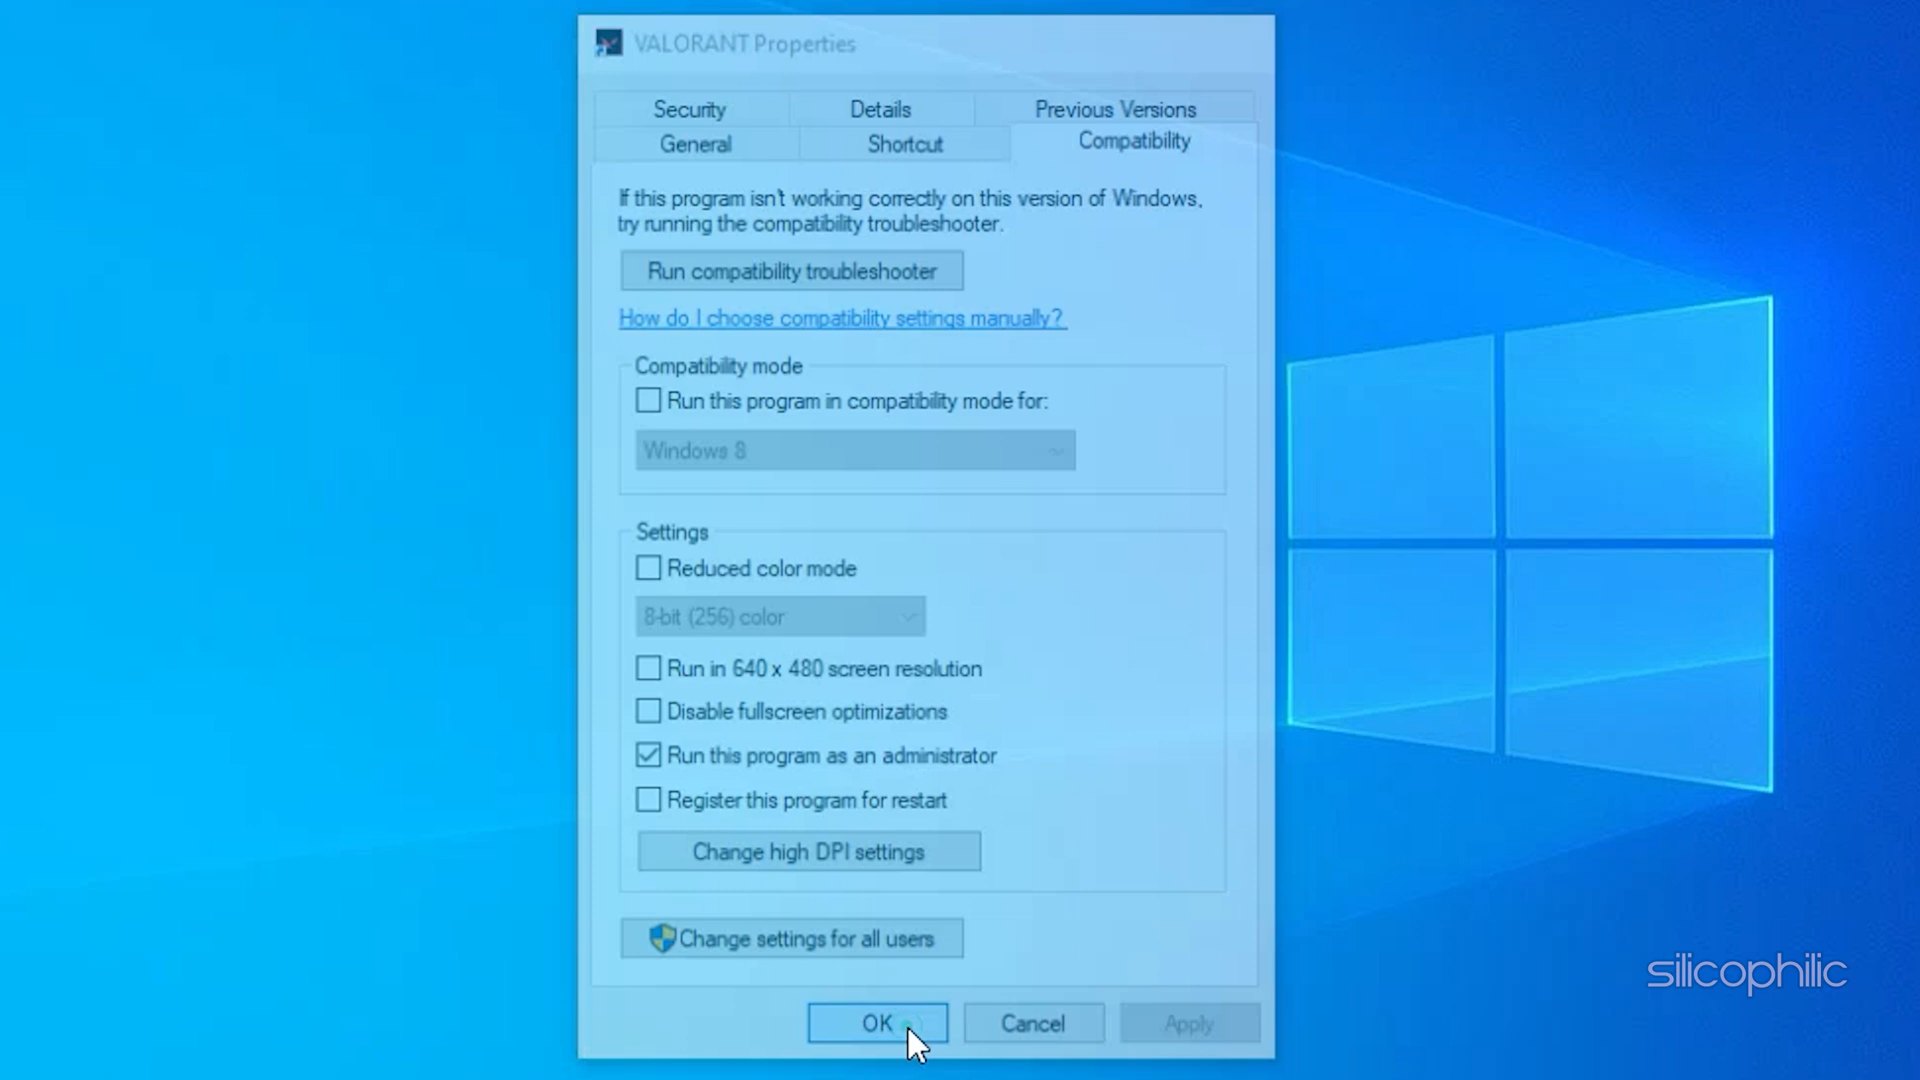 VALORANT Properties
Security Details Previous Versions
General Shortcut Compatibility
If this program isn't working correctly on this version of Windows,
try running the compatibility troubleshooter.
Run compatibility troubleshooter
How do I choose compatibility settings manually?
Compatibility mode
Run this program in compatibility mode for:
Windows 8
Settings
Reduced color mode
8-bit (256) color
Run in 640 x 480 screen resolution
Disable fullscreen optimizations
Run this program as an administrator
Register this program for restart
Change high DPI settings
Change settings for all users
silicophilic
OK Cancel Apply